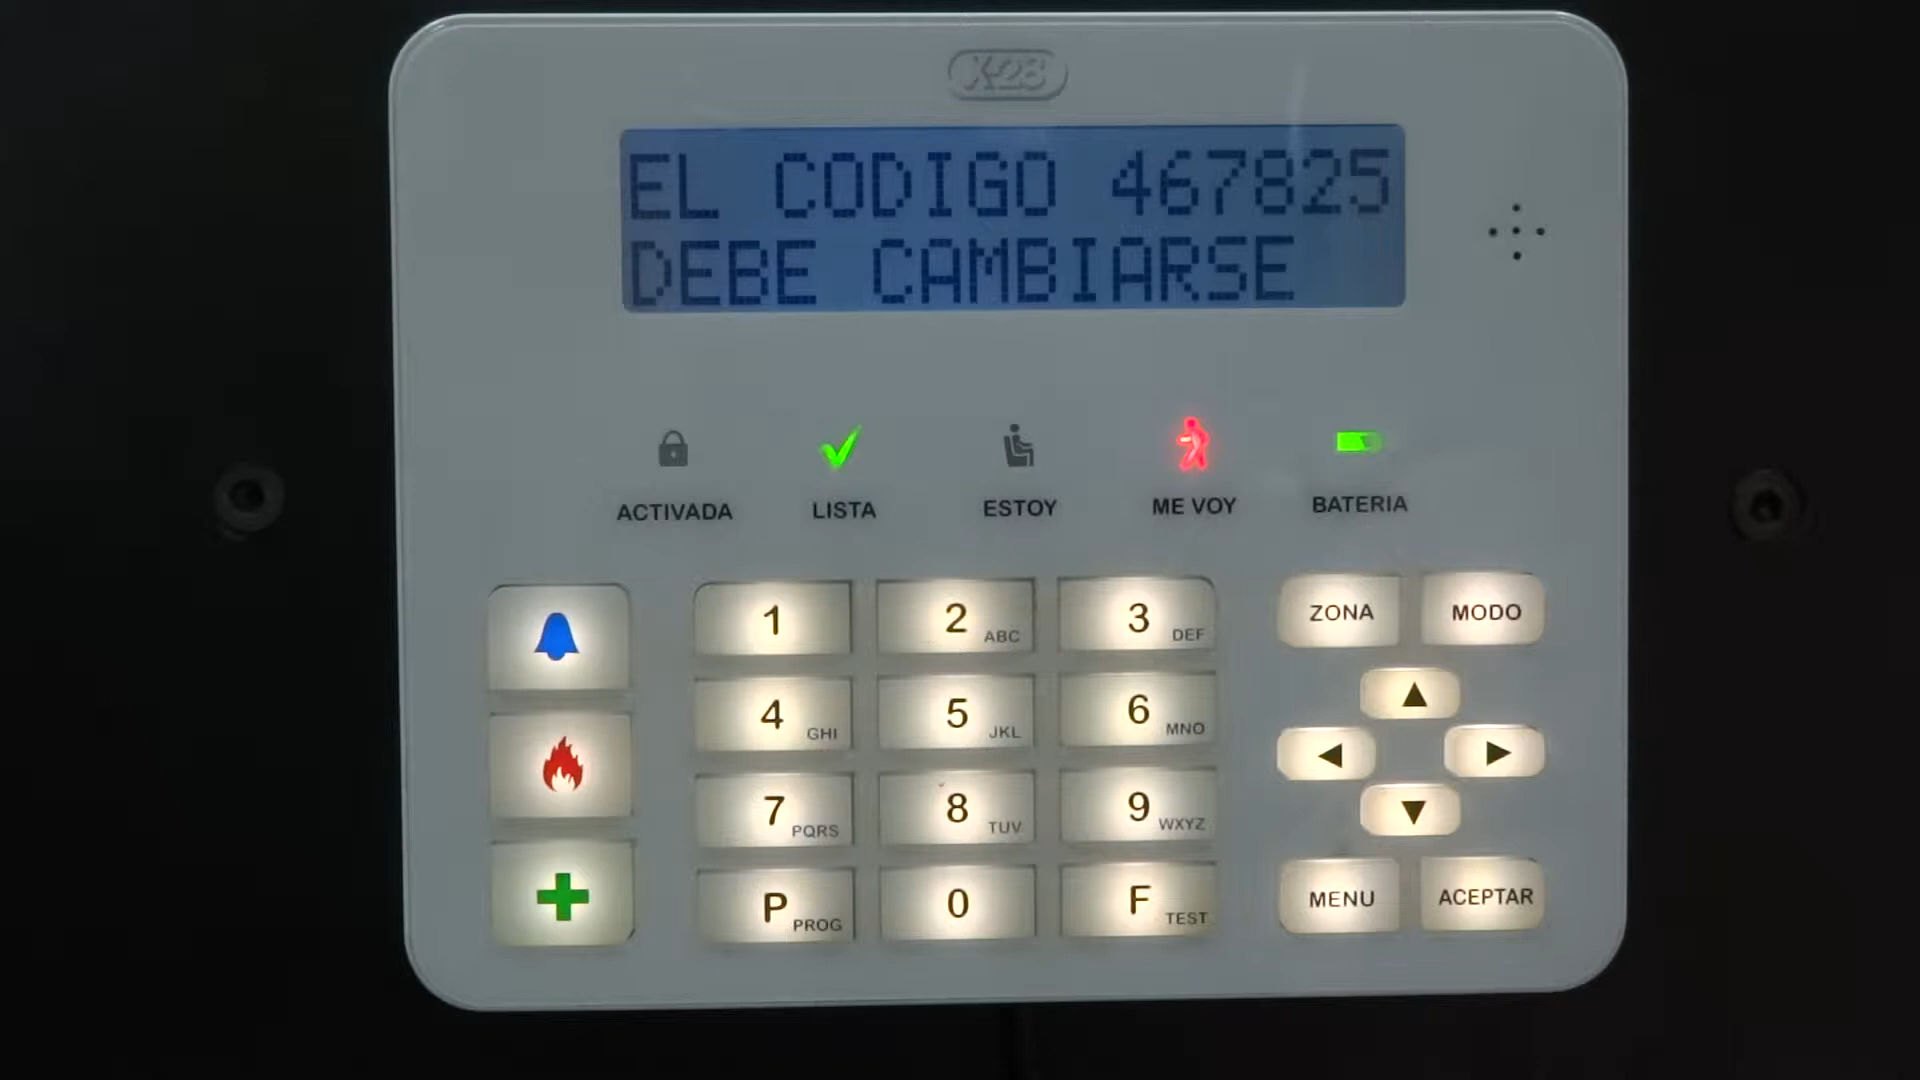 X-28
EL CODIGO 467825
DEBE CAMBIARSE
ACTIVADA LISTA ESTOY ME VOY BATERIA
1 2 ABC 3 DEF ZONA MODO
4 GHI 5 JKL 6 MNO
7 PQRS 8 TUV 9 WXYZ
P PROG 0 F TEST MENU ACEPTAR